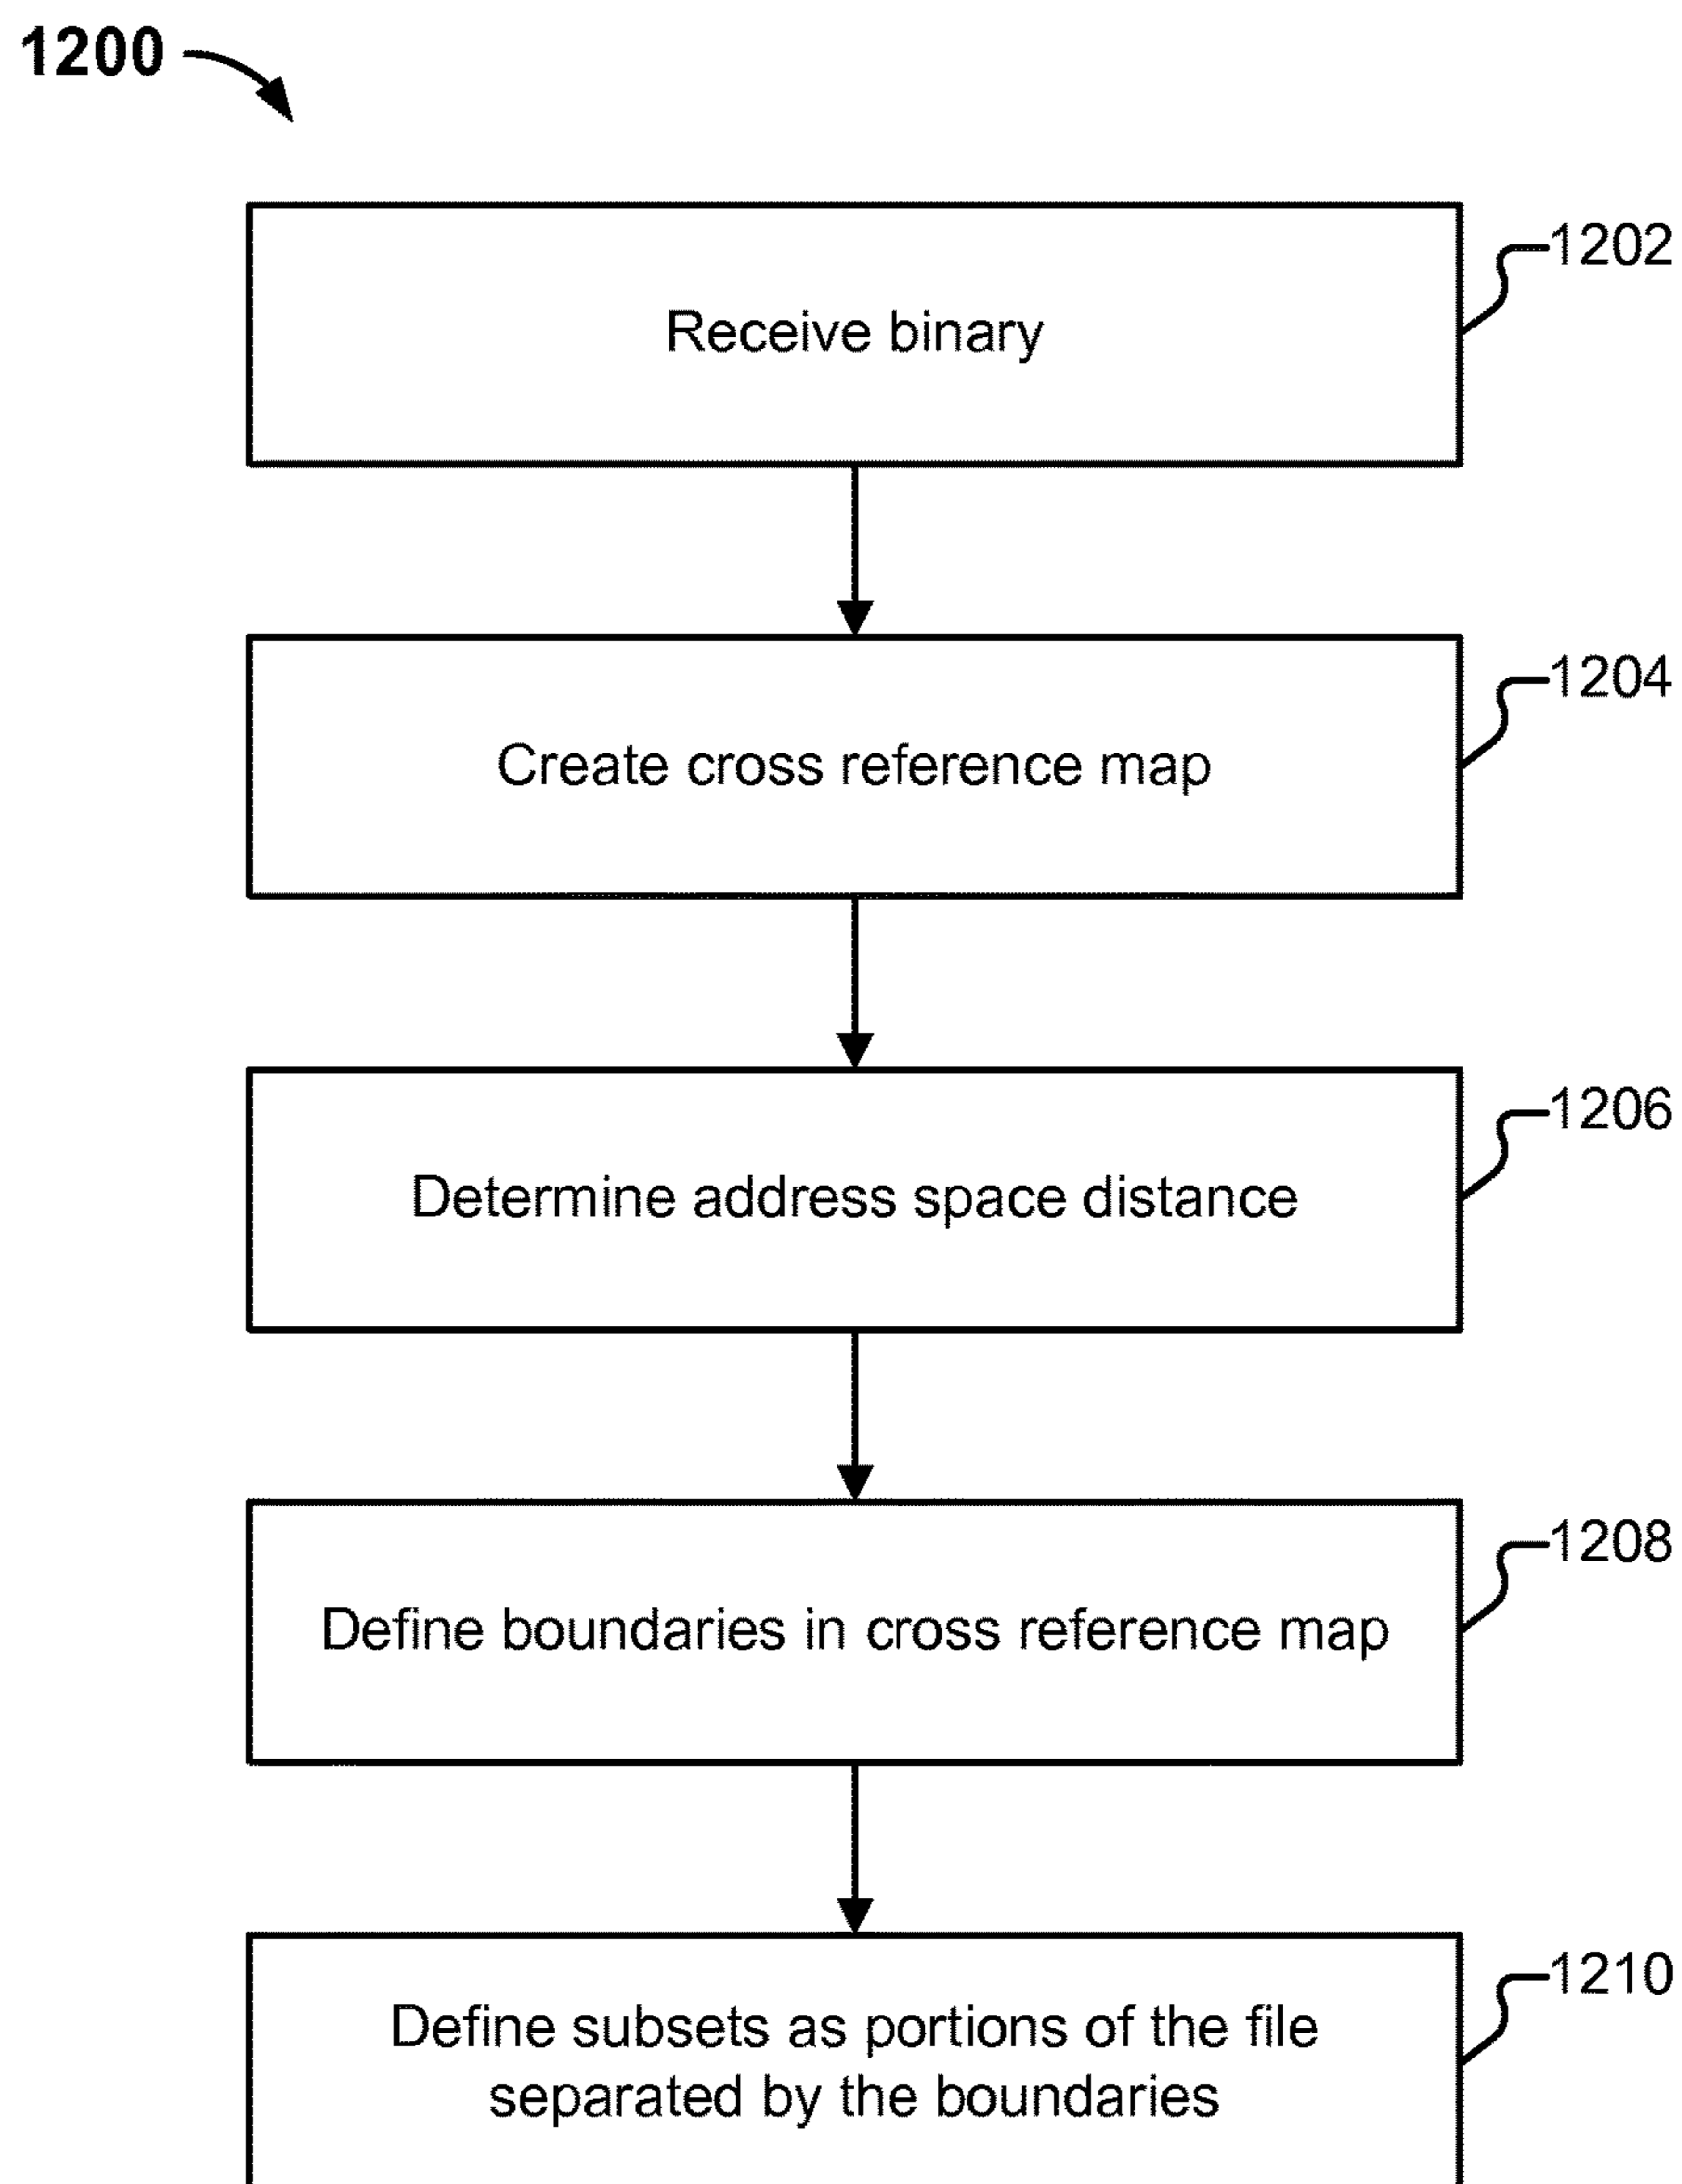 1200
1202
Receive binary
1204
Create cross reference map
1206
Determine address space distance
1208
Define boundaries in cross reference map
1210
Define subsets as portions of the file
separated by the boundaries